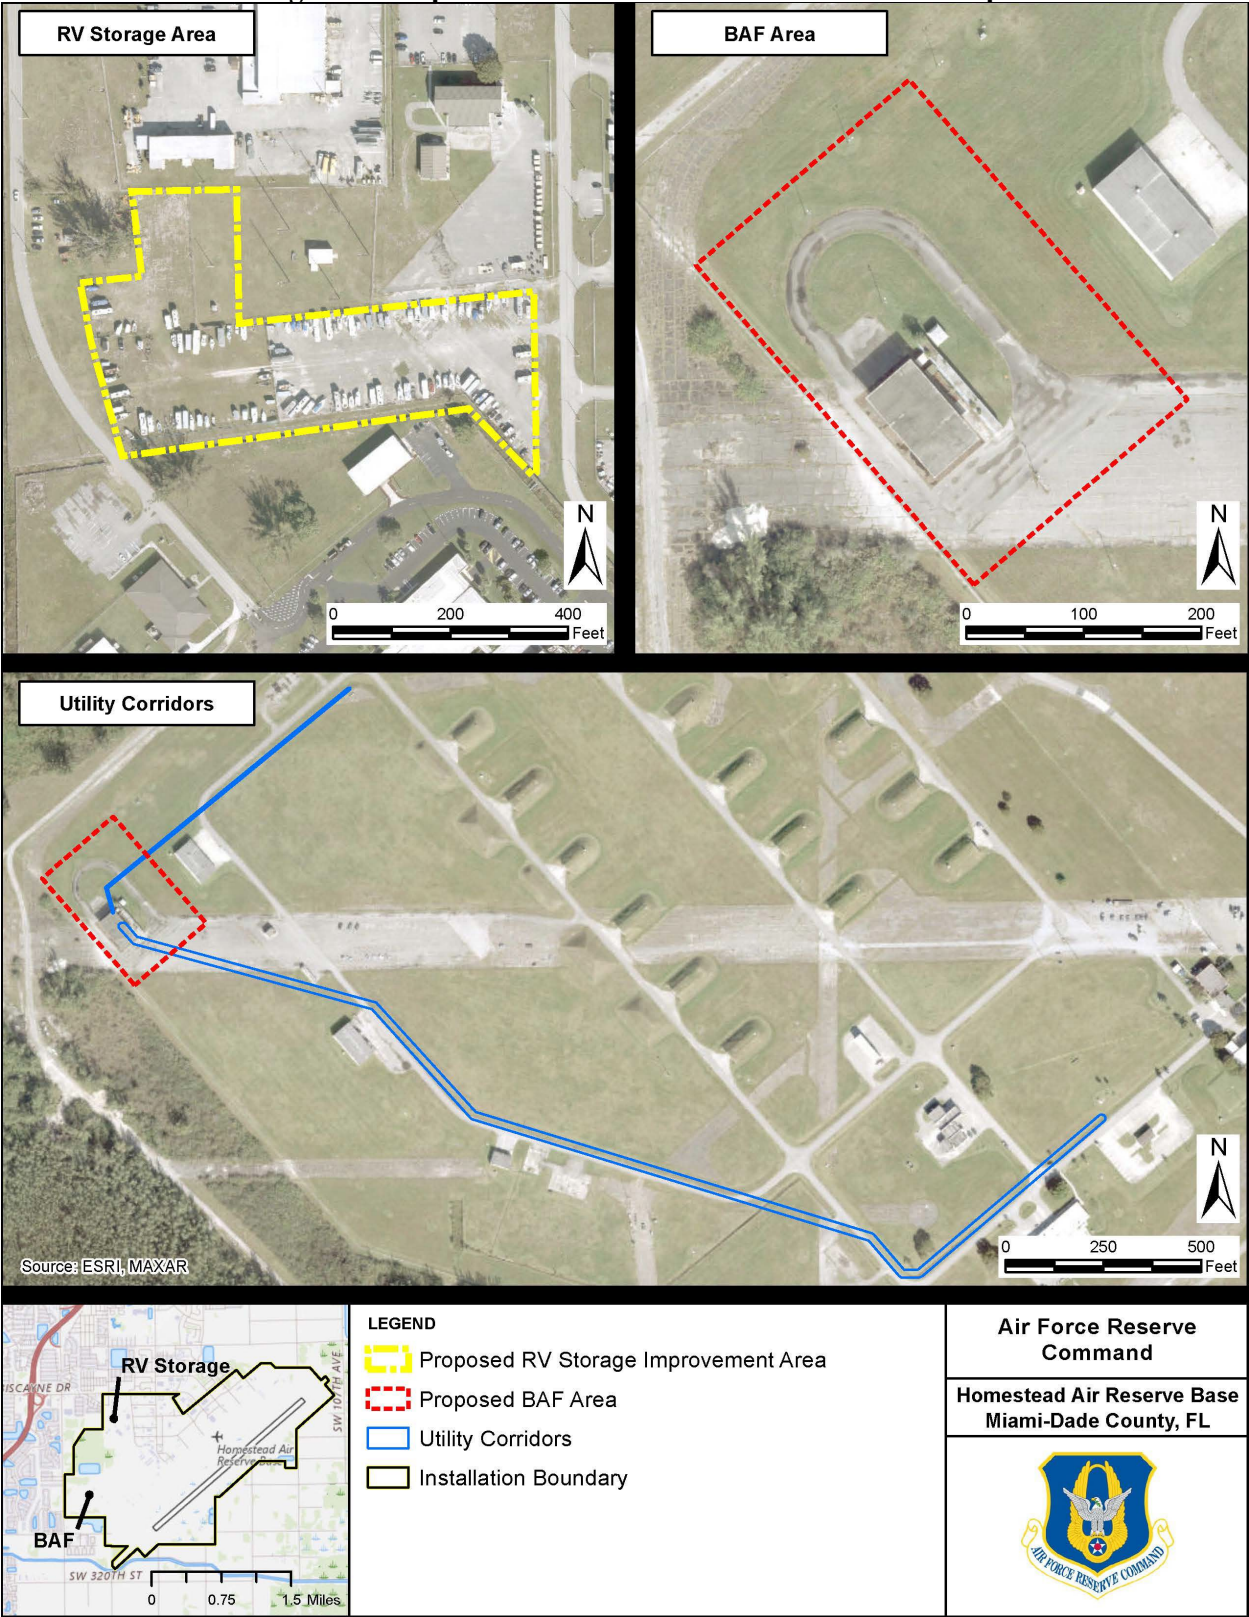 RV Storage Area
BAF Area
N
0 200 400
Feet
N
0 100 200
Feet
Utility Corridors
N
0 250 500
Feet
Source: ESRI, MAXAR
RV Storage
BISCAYNE DR
SW 107TH AVE
Homestead Air
Reserve Base
BAF
SW 320TH ST
0 0.75 1.5 Miles
LEGEND
Proposed RV Storage Improvement Area
Proposed BAF Area
Utility Corridors
Installation Boundary
Air Force Reserve
Command
Homestead Air Reserve Base
Miami-Dade County, FL
AIR FORCE RESERVE COMMAND